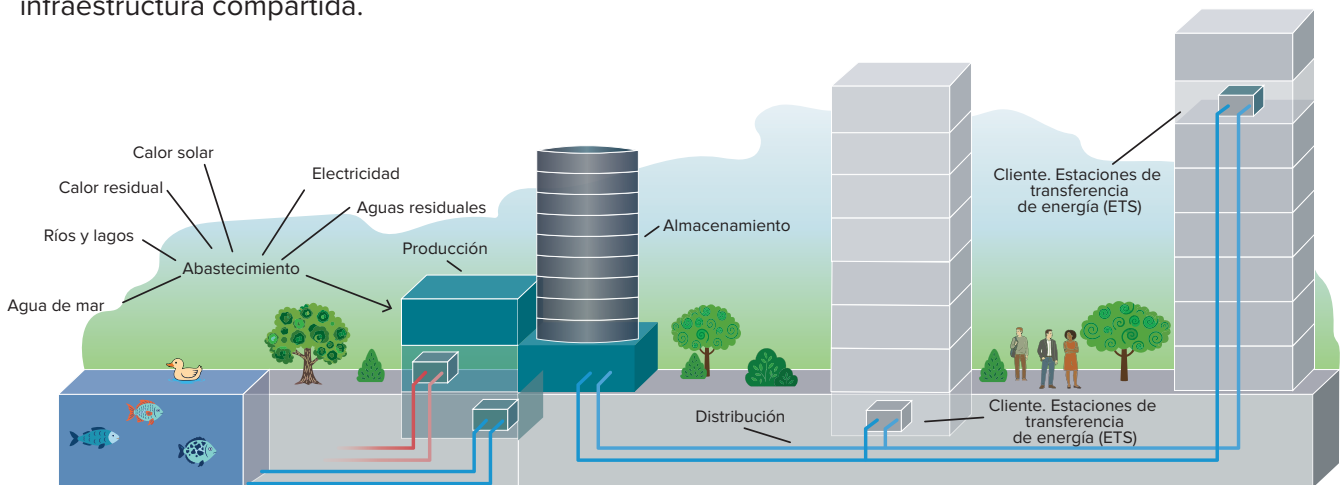 infraestructura compartida.
Calor solar
Calor residual
Ríos y lagos
Agua de mar
Abastecimiento
Electricidad
Aguas residuales
Producción
Almacenamiento
Cliente. Estaciones de
transferencia
de energía (ETS)
Distribución
Cliente. Estaciones de
transferencia
de energía (ETS)